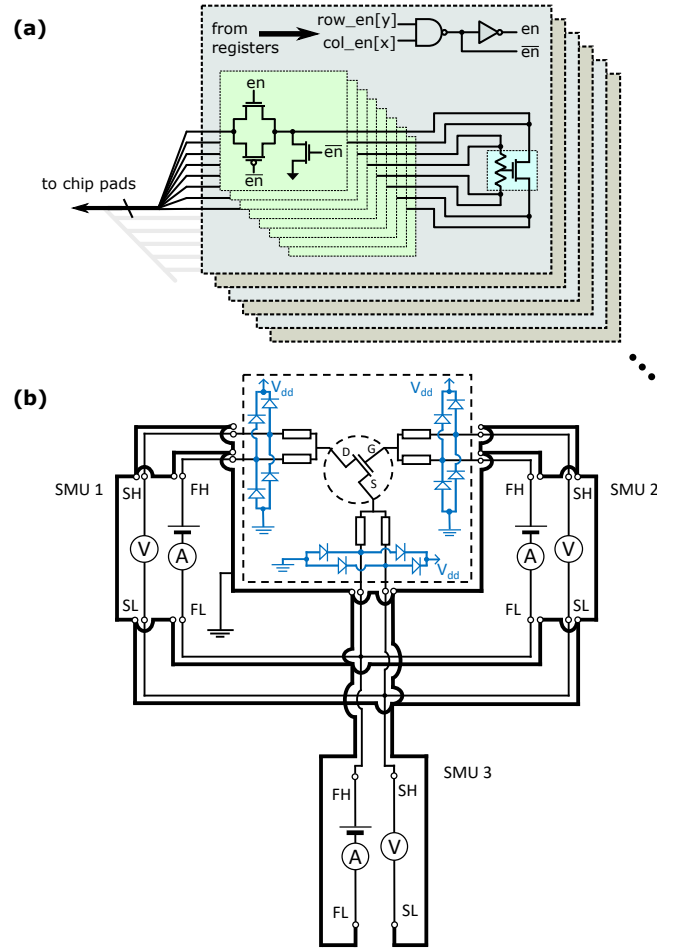 (a)
from
registers
row_en[y]
col_en[x]
en
en
en
en
en
to chip pads
(b)
Vdd
Vdd
D
G
S
Vdd
SMU 1
SH
FH
V
A
SL
FL
FH
SH
SMU 2
A
V
FL
SL
SMU 3
FH
SH
A
V
FL
SL